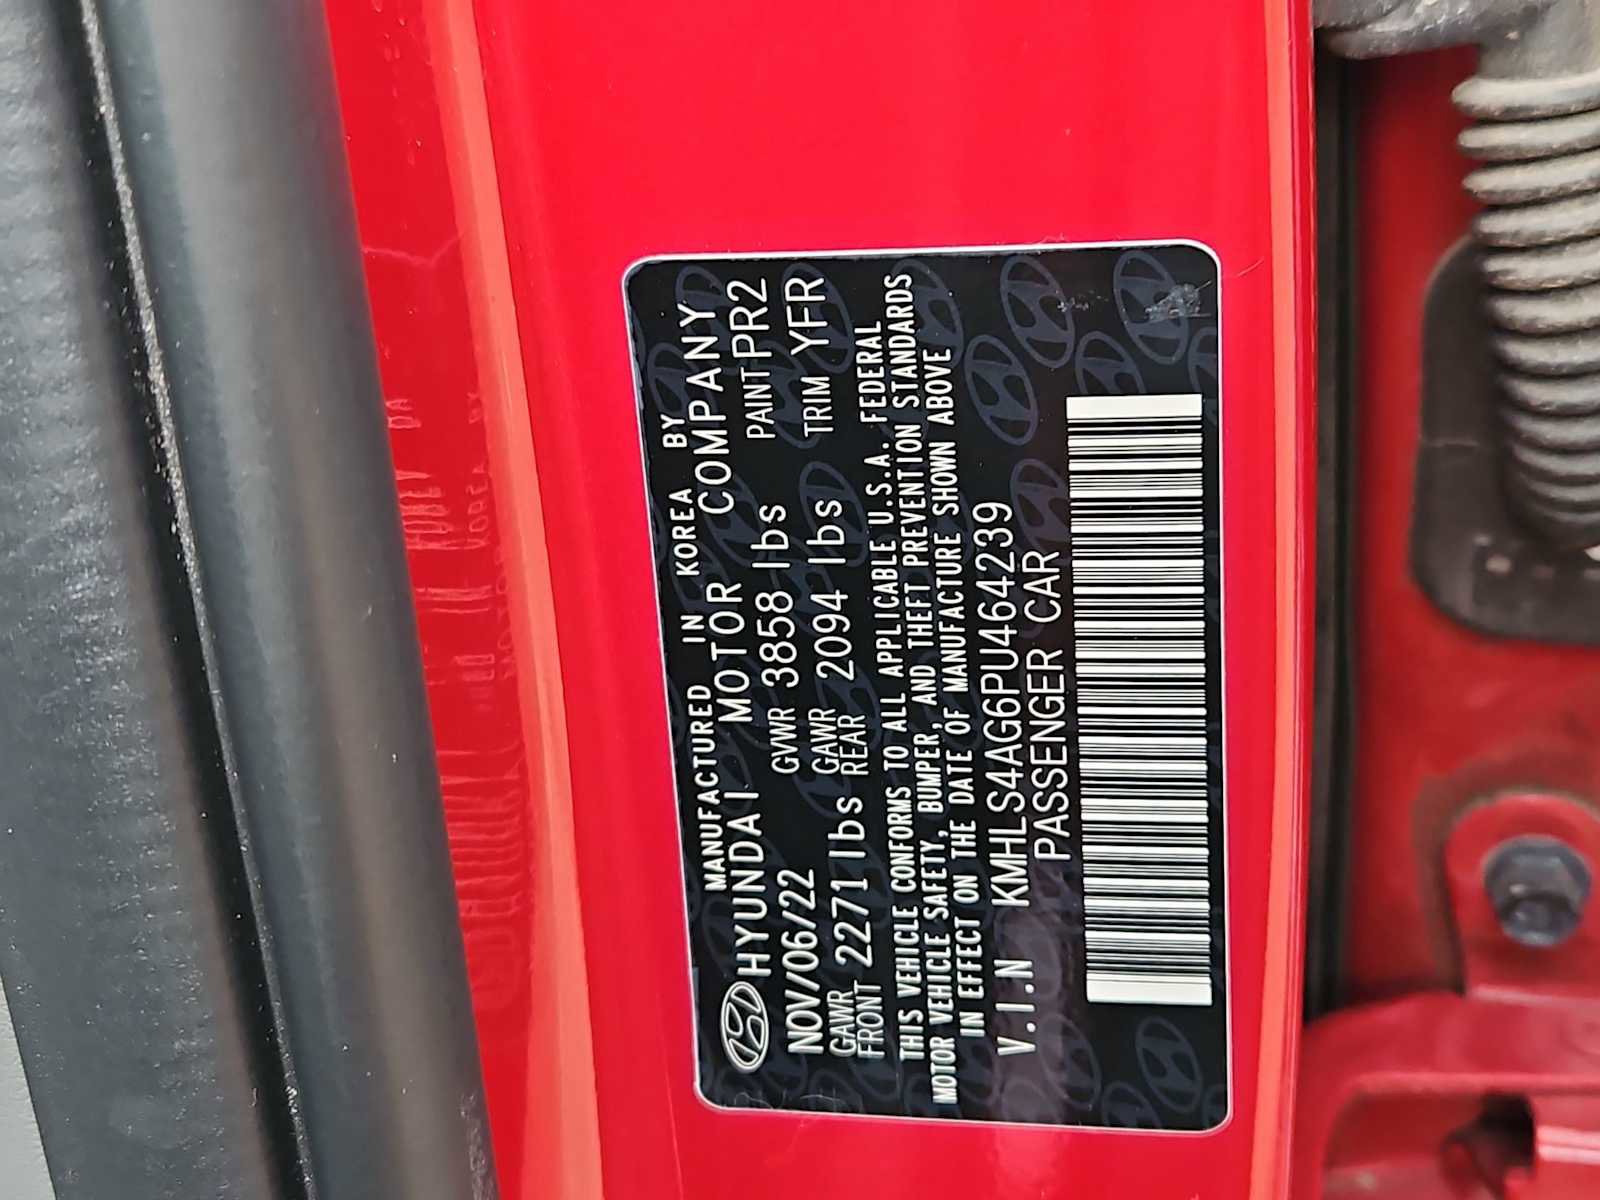 MANUFACTURED IN KOREA BY
HYUNDAI MOTOR COMPANY
NOV/06/22 GVWR 3858 lbs PAINT PR2
GAWR FRONT 2271 lbs GAWR REAR 2094 lbs TRIM YFR
THIS VEHICLE CONFORMS TO ALL APPLICABLE U.S.A. FEDERAL
MOTOR VEHICLE SAFETY, BUMPER, AND THEFT PREVENTION STANDARDS
IN EFFECT ON THE DATE OF MANUFACTURE SHOWN ABOVE
V.I.N KMHLS4AG6PU464239
PASSENGER CAR